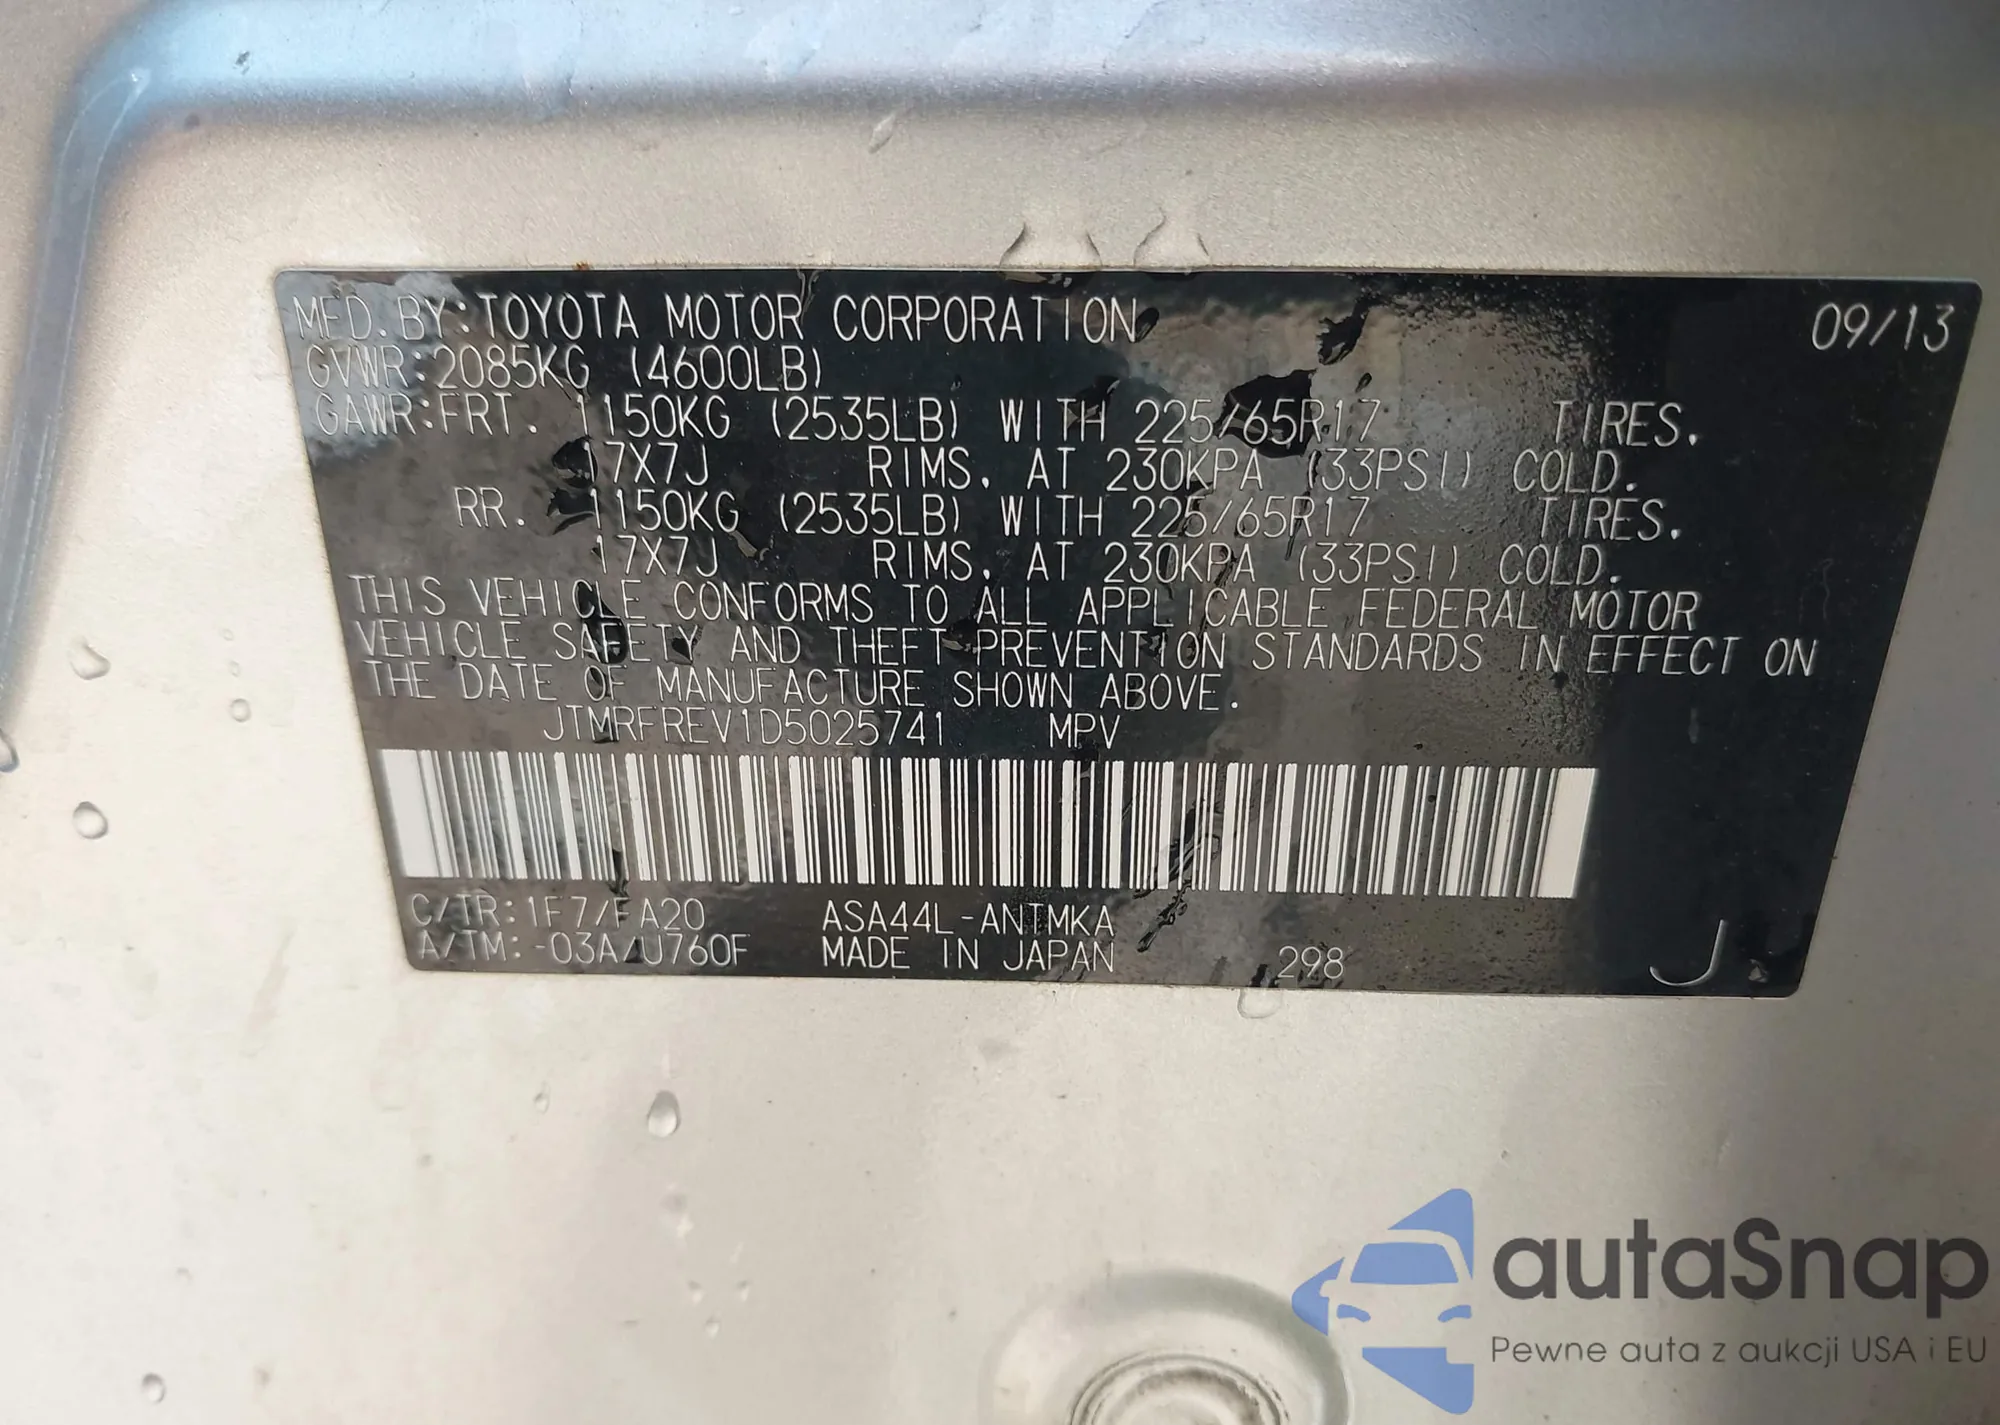 MFD. BY: TOYOTA MOTOR CORPORATION 09/13
GVWR: 2085KG (4600LB)
GAWR: FRT. 1150KG (2535LB) WITH 225/65R17 TIRES,
17X7J RIMS, AT 230KPA (33PSI) COLD.
RR. 1150KG (2535LB) WITH 225/65R17 TIRES,
17X7J RIMS, AT 230KPA (33PSI) COLD.
THIS VEHICLE CONFORMS TO ALL APPLICABLE FEDERAL MOTOR
VEHICLE SAFETY AND THEFT PREVENTION STANDARDS IN EFFECT ON
THE DATE OF MANUFACTURE SHOWN ABOVE.
JTMRFREV1D5025741 MPV
C/TR: 1F7/FA20 ASA44L-ANTMKA
A/TM: -03A/U760F MADE IN JAPAN 298 J
autaSnap
Pewne auta z aukcji USA i EU